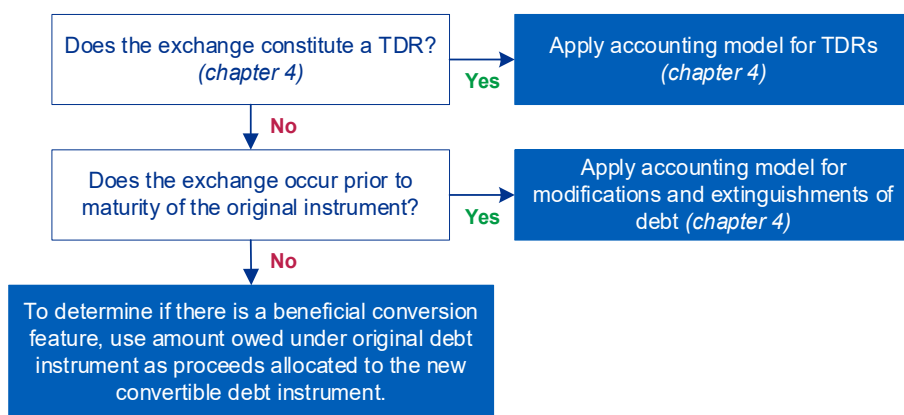 Does the exchange constitute a TDR?
(chapter 4)
Yes
Apply accounting model for TDRs
(chapter 4)
No
Does the exchange occur prior to
maturity of the original instrument?
Yes
Apply accounting model for
modifications and extinguishments of
debt (chapter 4)
No
To determine if there is a beneficial conversion
feature, use amount owed under original debt
instrument as proceeds allocated to the new
convertible debt instrument.